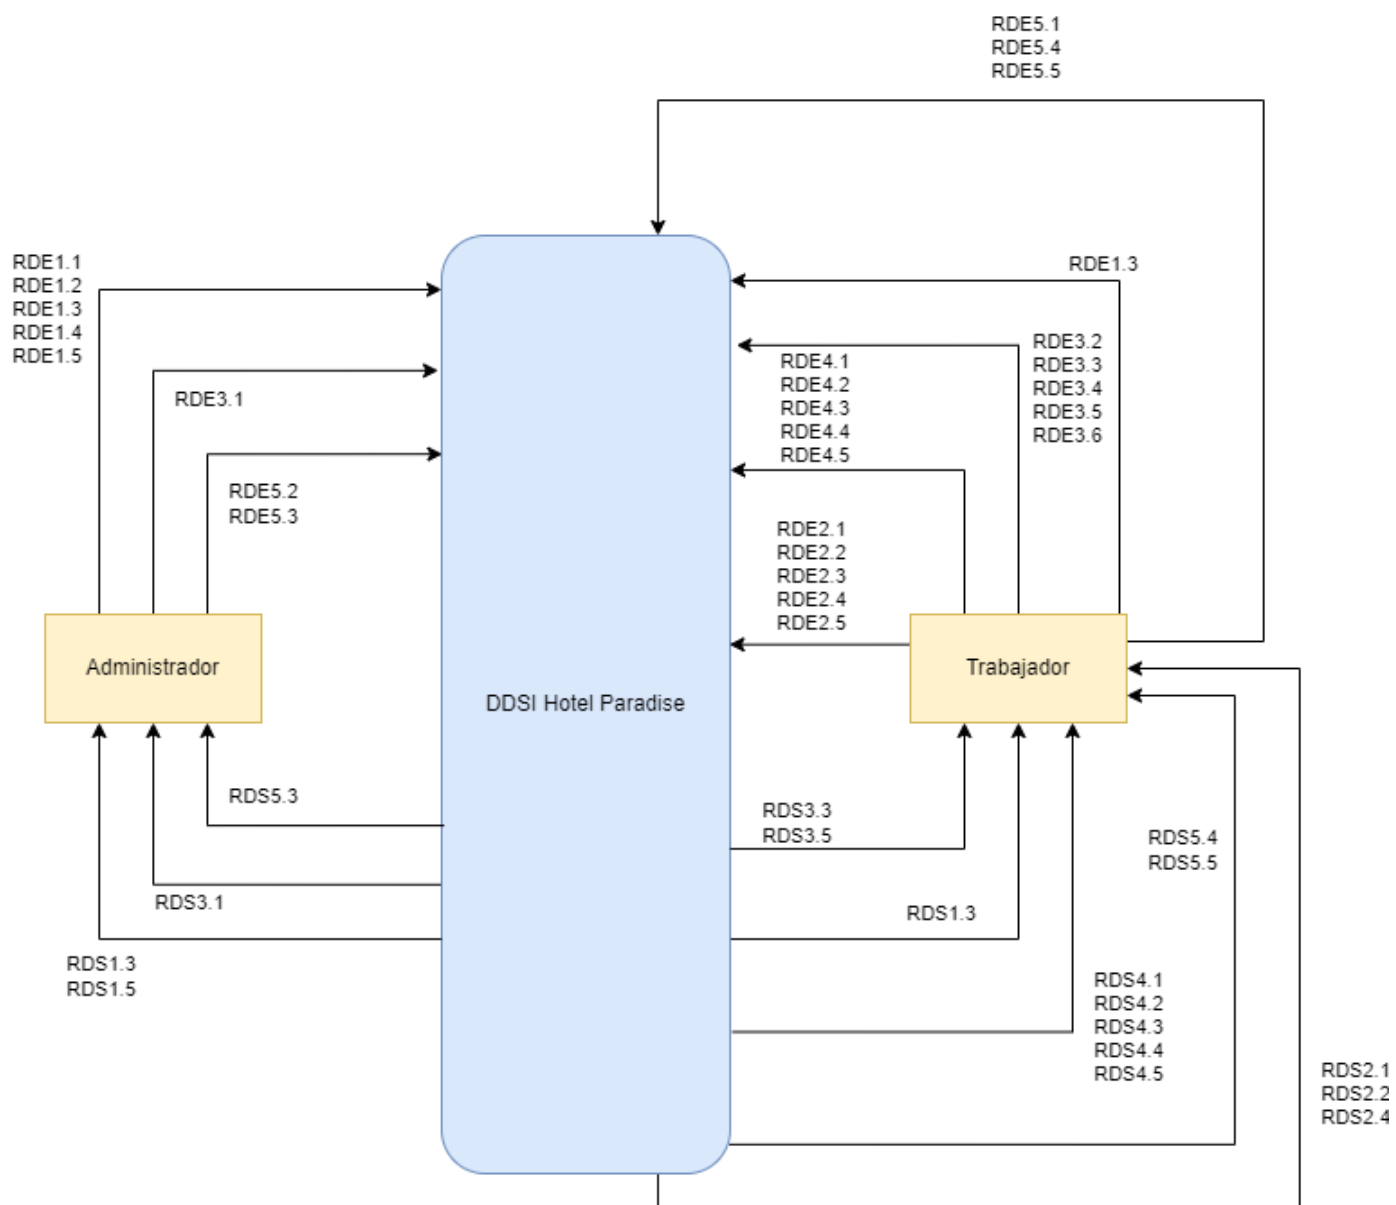 RDE5.1
RDE5.4
RDE5.5
RDE1.1
RDE1.2
RDE1.3
RDE1.4
RDE1.5
RDE1.3
RDE3.2
RDE3.3
RDE3.4
RDE3.5
RDE3.6
RDE4.1
RDE4.2
RDE4.3
RDE4.4
RDE4.5
RDE3.1
RDE5.2
RDE5.3
RDE2.1
RDE2.2
RDE2.3
RDE2.4
RDE2.5
Administrador
DDSI Hotel Paradise
Trabajador
RDS5.3
RDS3.3
RDS3.5
RDS5.4
RDS5.5
RDS3.1
RDS1.3
RDS1.3
RDS1.5
RDS4.1
RDS4.2
RDS4.3
RDS4.4
RDS4.5
RDS2.1
RDS2.2
RDS2.4